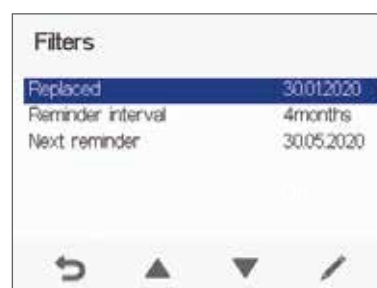 Filters
Replaced 30.01.2020
Reminder interval 4months
Next reminder 30.05.2020